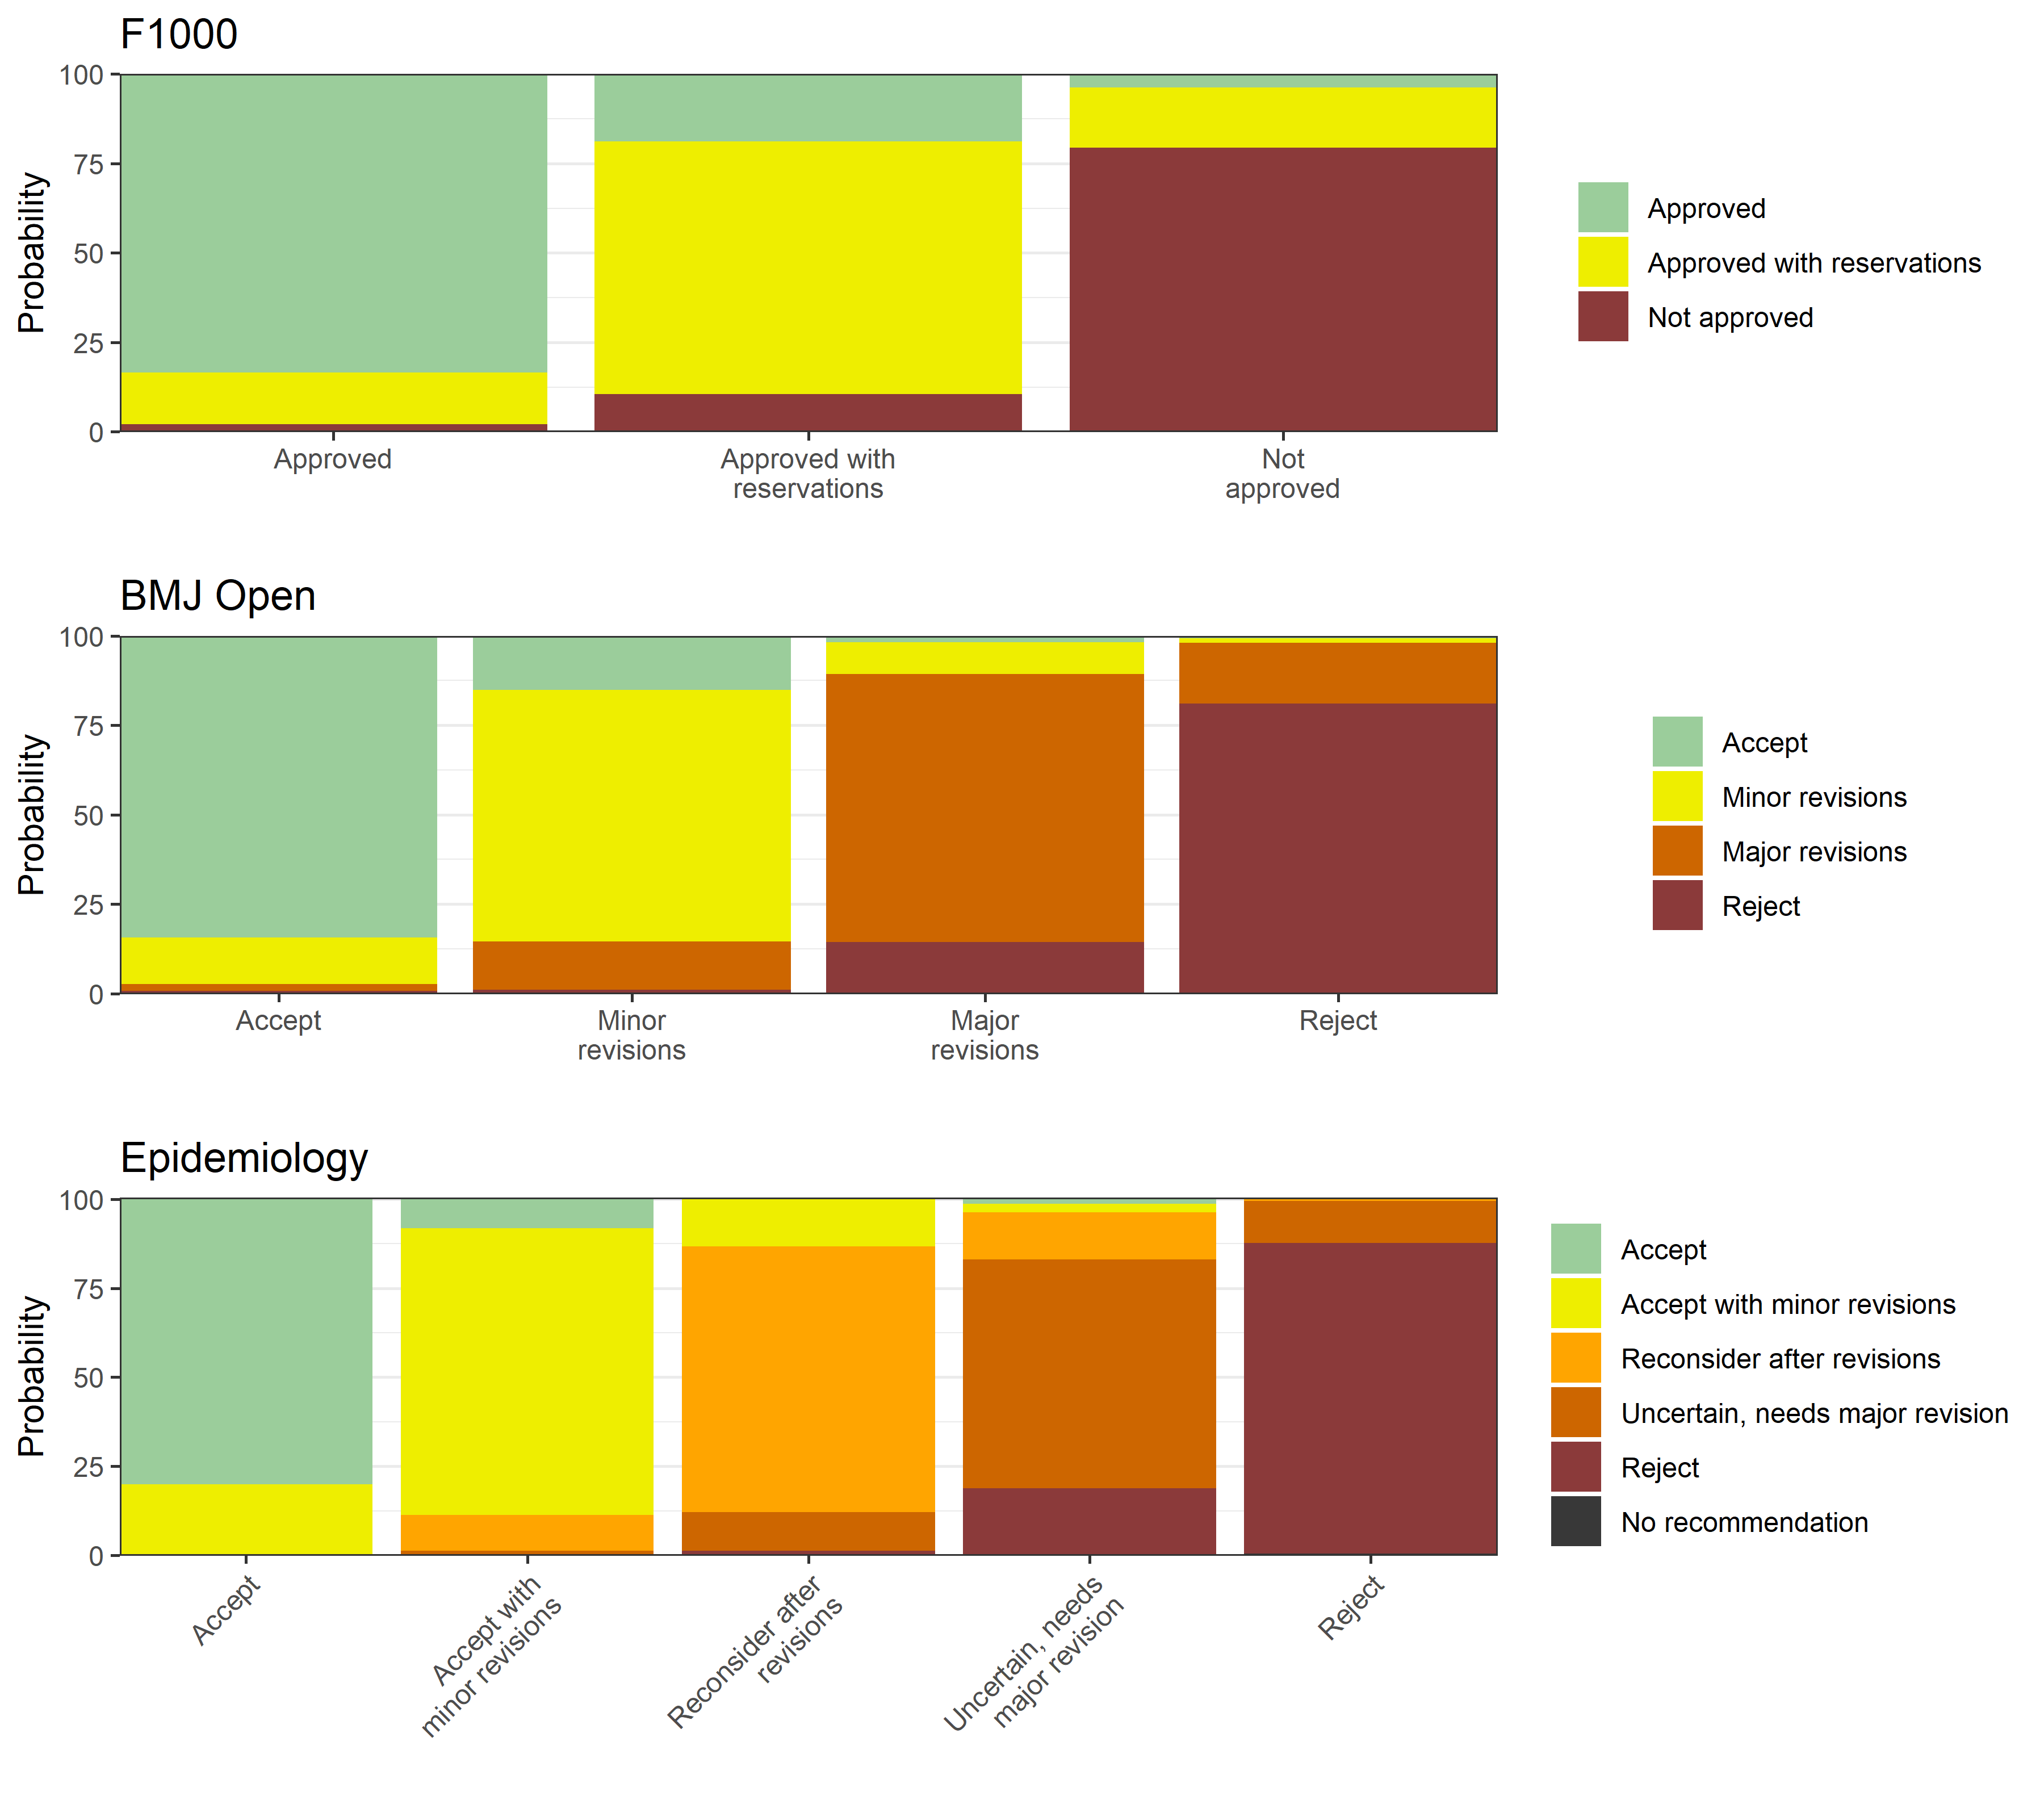 F1000
Probability
100
75
50
25
0
Approved
Approved with
reservations
Not
approved
Approved
Approved with reservations
Not approved
BMJ Open
Probability
100
75
50
25
0
Accept
Minor
revisions
Major
revisions
Reject
Accept
Minor revisions
Major revisions
Reject
Epidemiology
Probability
100
75
50
25
0
Accept
Accept with
minor revisions
Reconsider after
revisions
Uncertain, needs
major revision
Reject
Accept
Accept with minor revisions
Reconsider after revisions
Uncertain, needs major revision
Reject
No recommendation